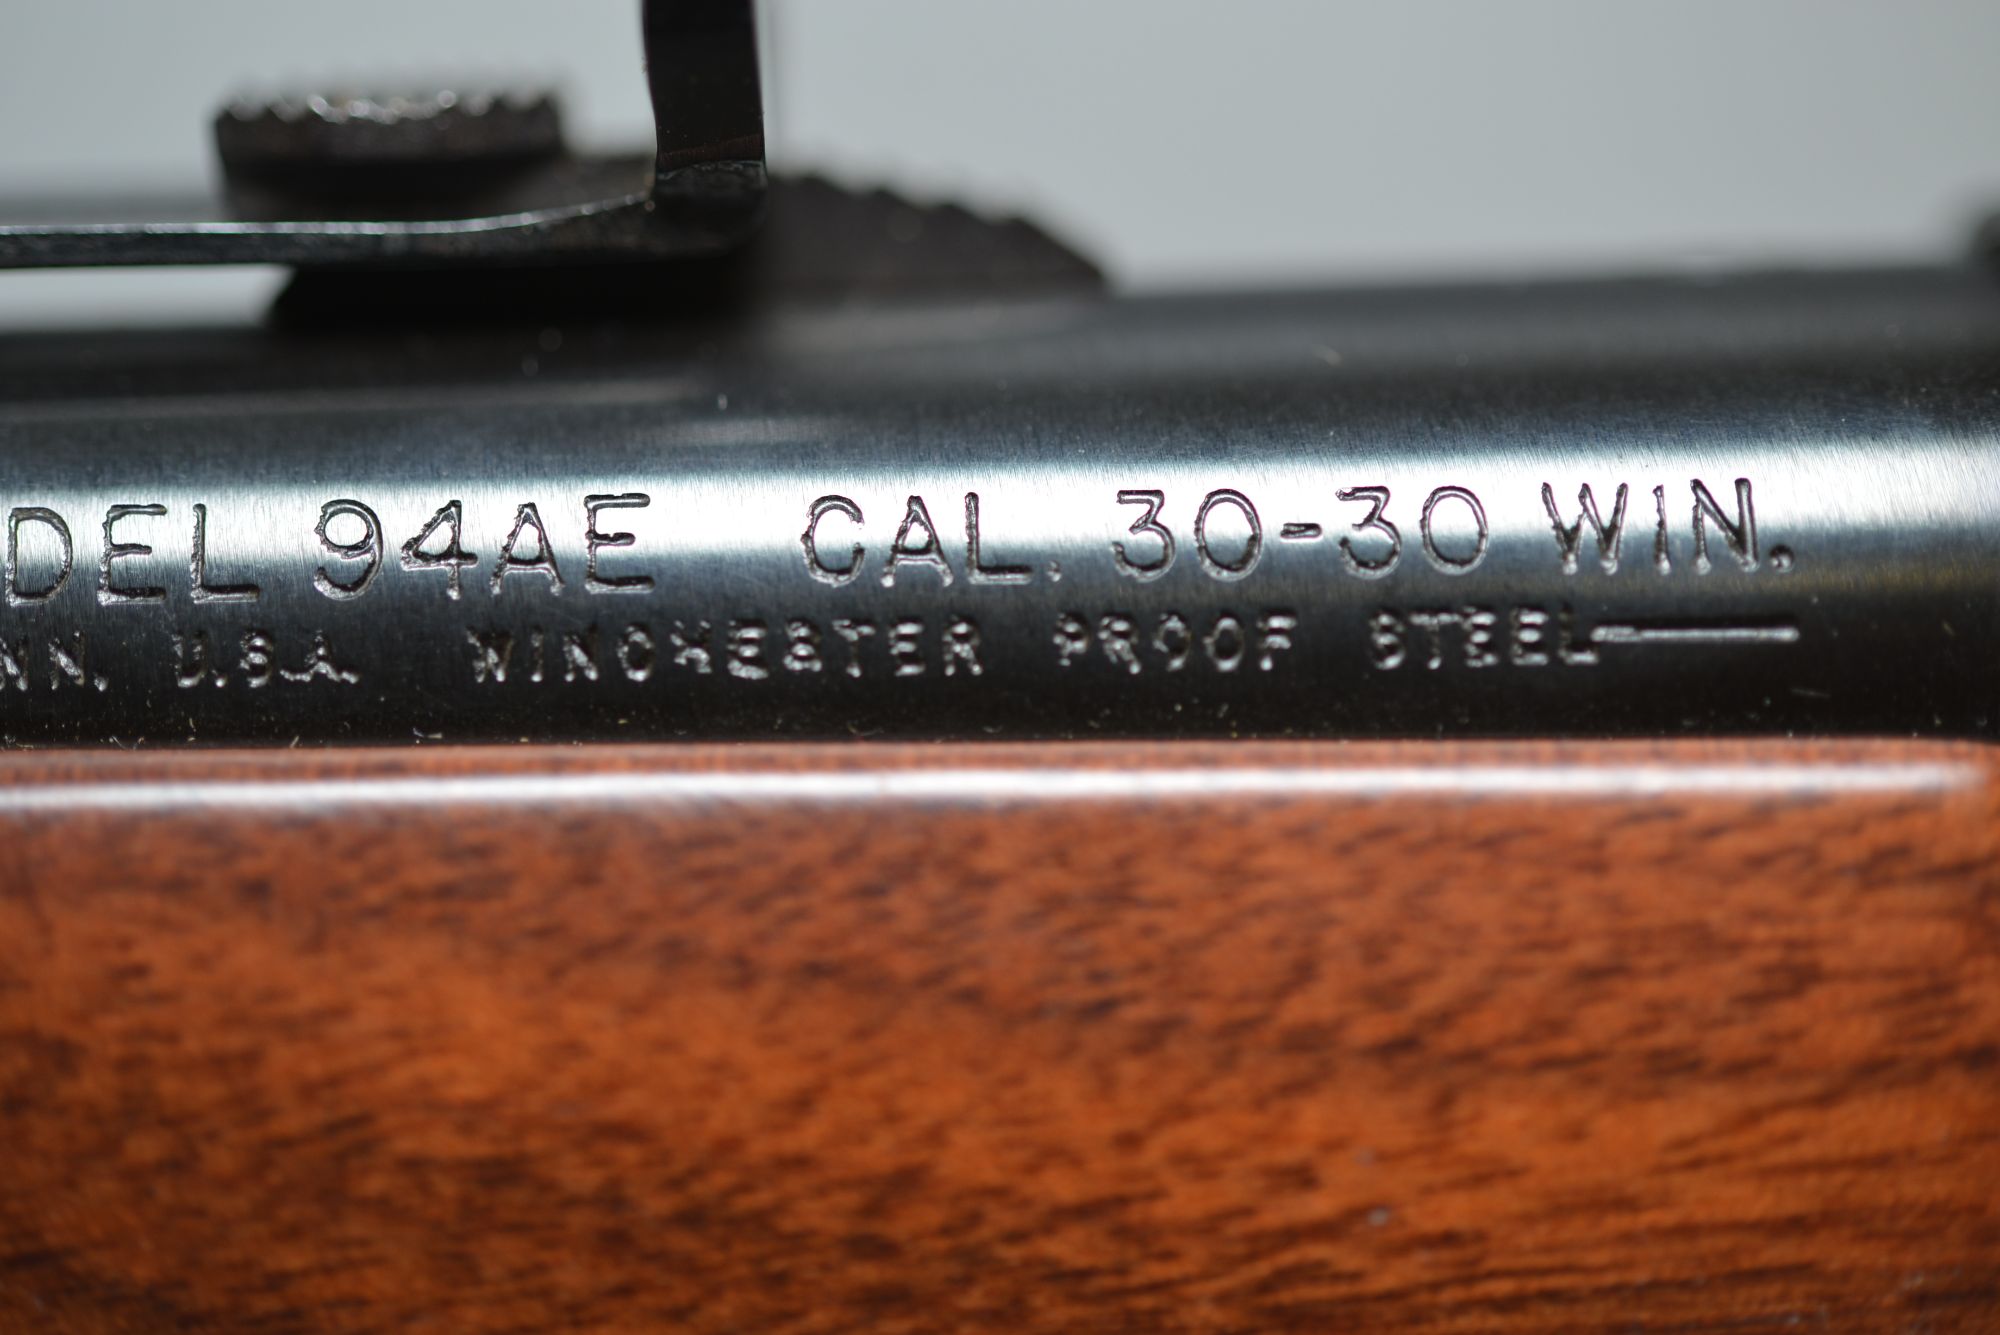 DEL 94AE CAL. 30-30 WIN.
NN. U.S.A. WINCHESTER PROOF STEEL